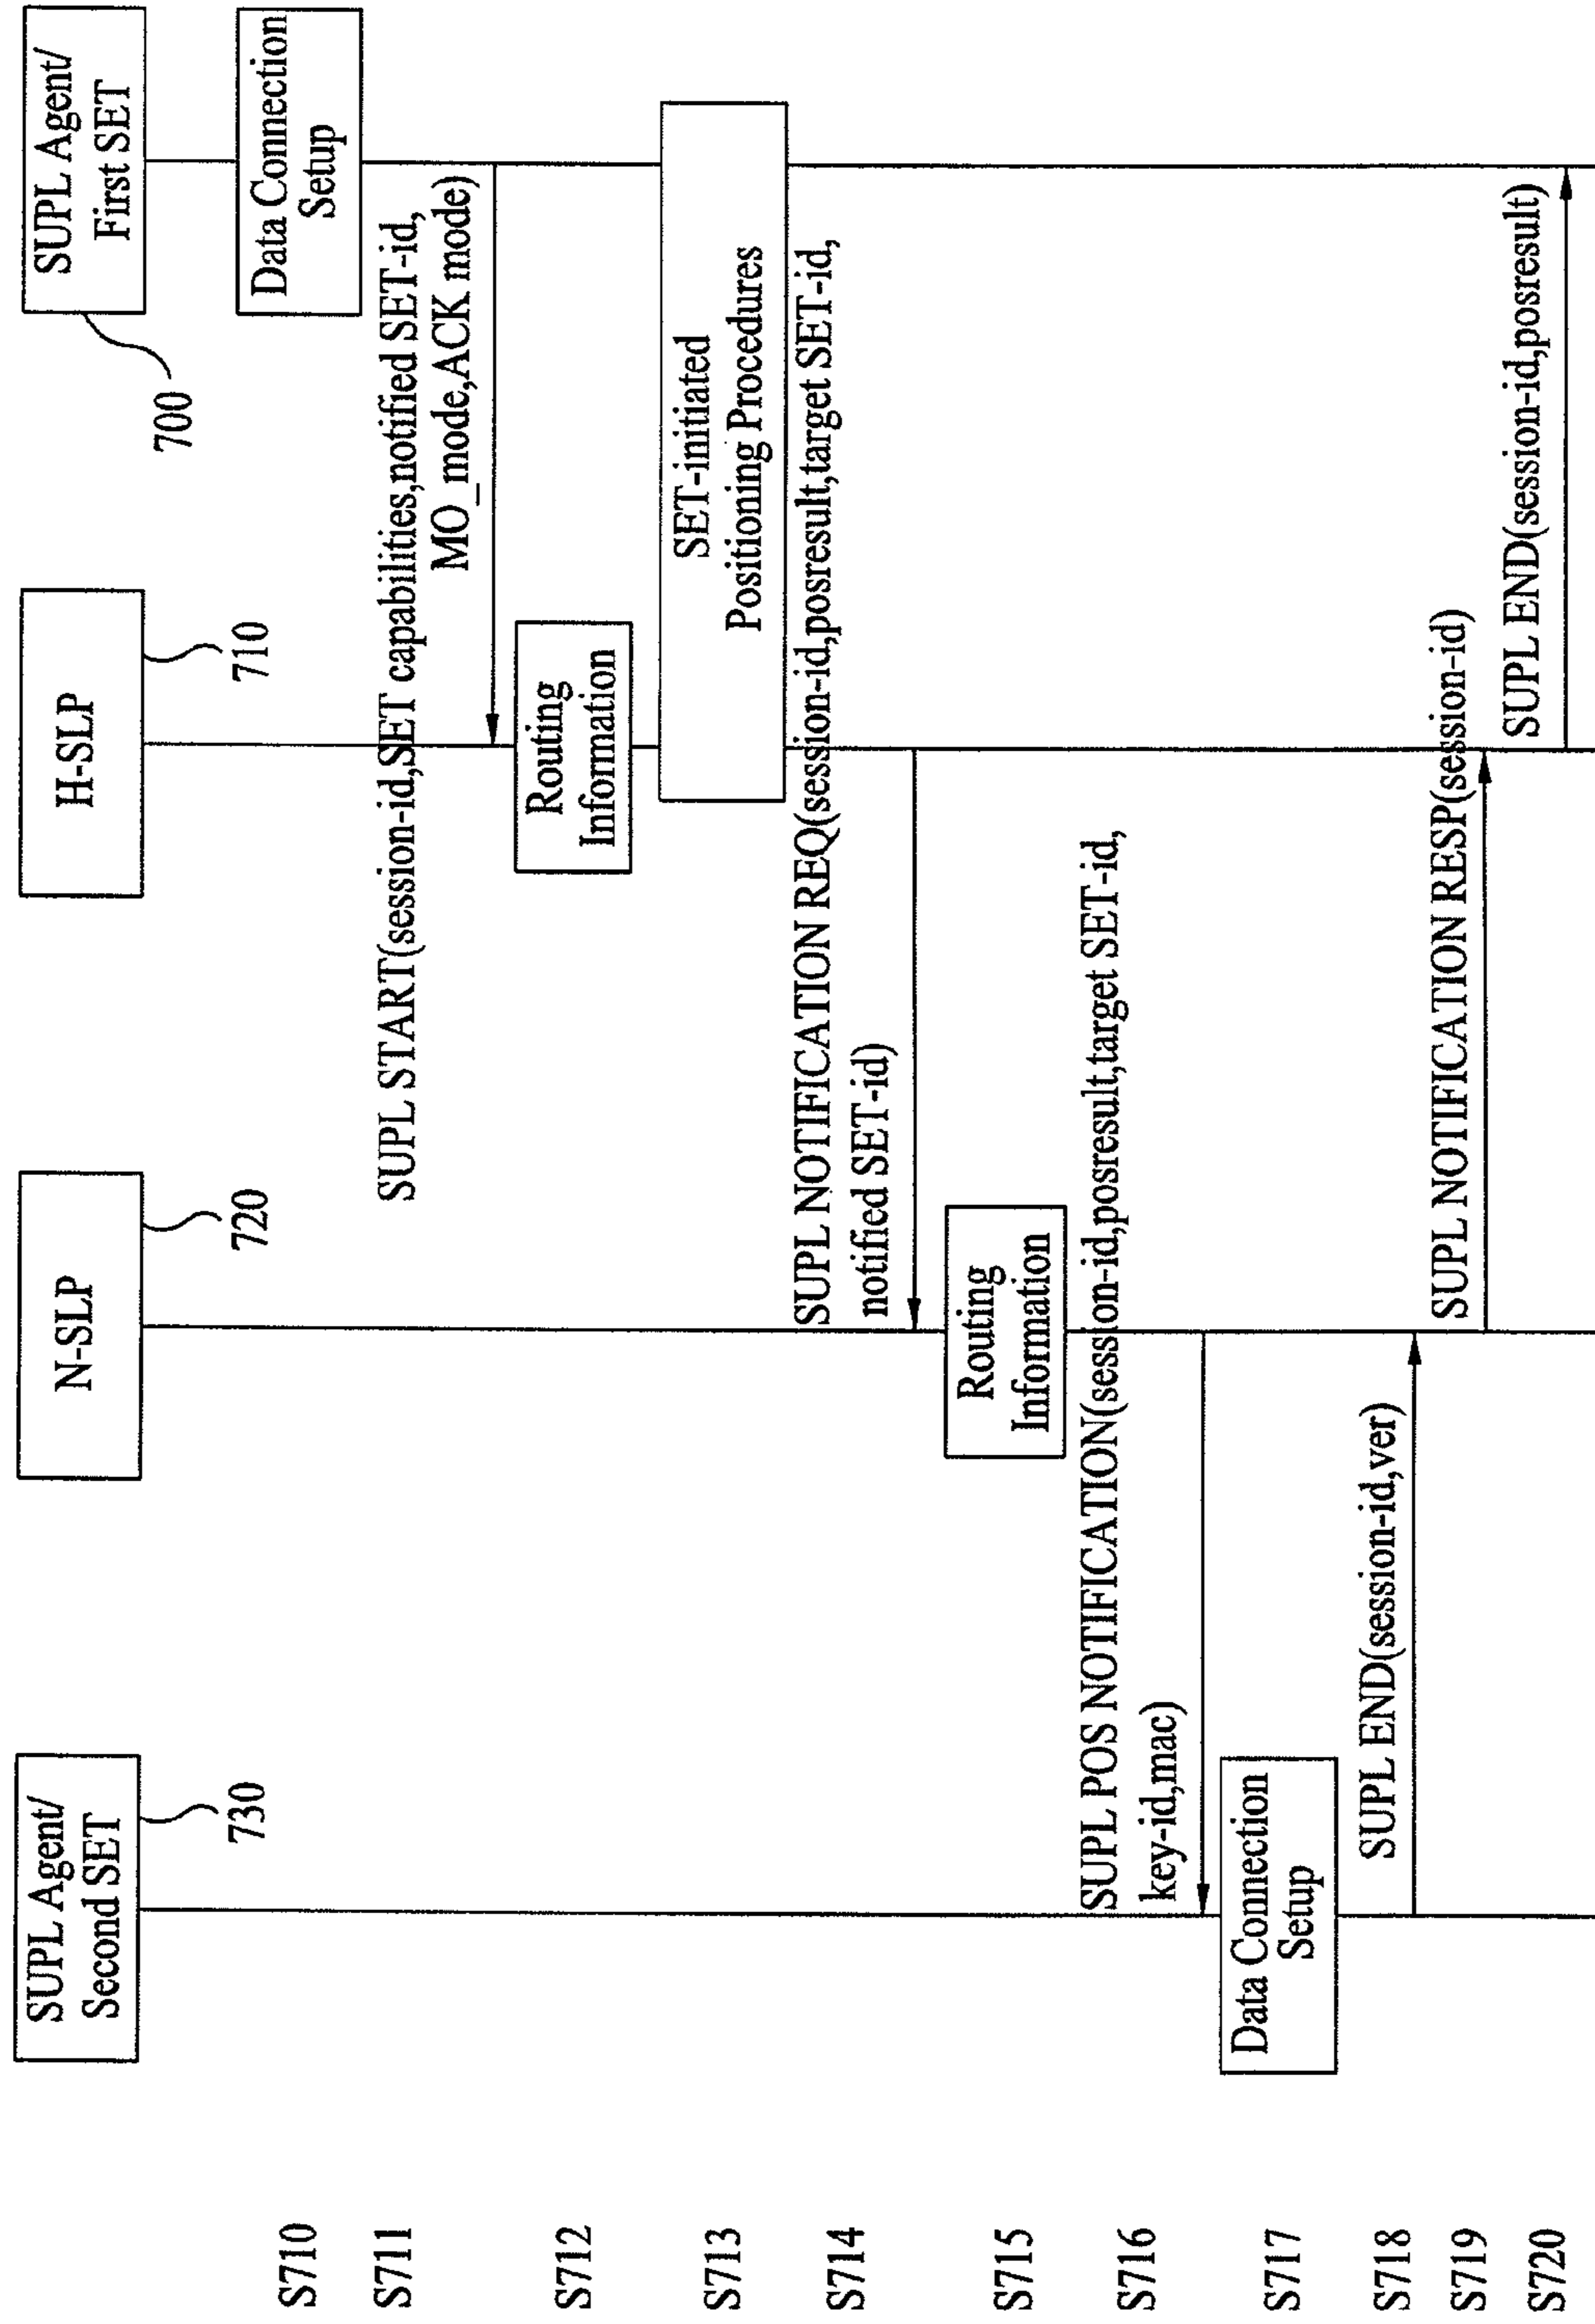 SUPL Agent/
Second SET
730
N-SLP
720
H-SLP
710
SUPL Agent/
First SET
700
S710
Data Connection
Setup
S711
SUPL START(session-id,SET capabilities,notified SET-id,
MO_mode,ACK mode)
S712
Routing
Information
S713
SET-initiated
Positioning Procedures
S714
SUPL NOTIFICATION REQ(session-id,posresult,target SET-id,
notified SET-id)
S715
Routing
Information
S716
SUPL POS NOTIFICATION(session-id,posresult,target SET-id,
key-id,mac)
S717
Data Connection
Setup
S718
SUPL END(session-id,ver)
S719
SUPL NOTIFICATION RESP(session-id)
S720
SUPL END(session-id,posresult)